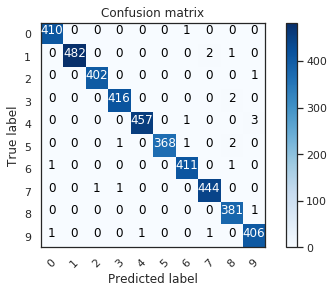 Confusion matrix
0 410 0 0 0 0 0 1 0 0 0
1 0 482 0 0 0 0 0 2 1 0
2 0 0 402 0 0 0 0 0 0 1
3 0 0 0 416 0 0 0 0 2 0
4 0 0 0 0 457 0 1 0 0 3
5 0 0 0 1 0 368 1 0 2 0
6 1 0 0 0 0 0 411 0 1 0
7 0 0 1 1 0 0 0 444 0 0
8 0 0 0 0 0 0 0 0 381 1
9 1 0 0 0 1 0 0 1 0 406
0 1 2 3 4 5 6 7 8 9
Predicted label
True label
400
300
200
100
0